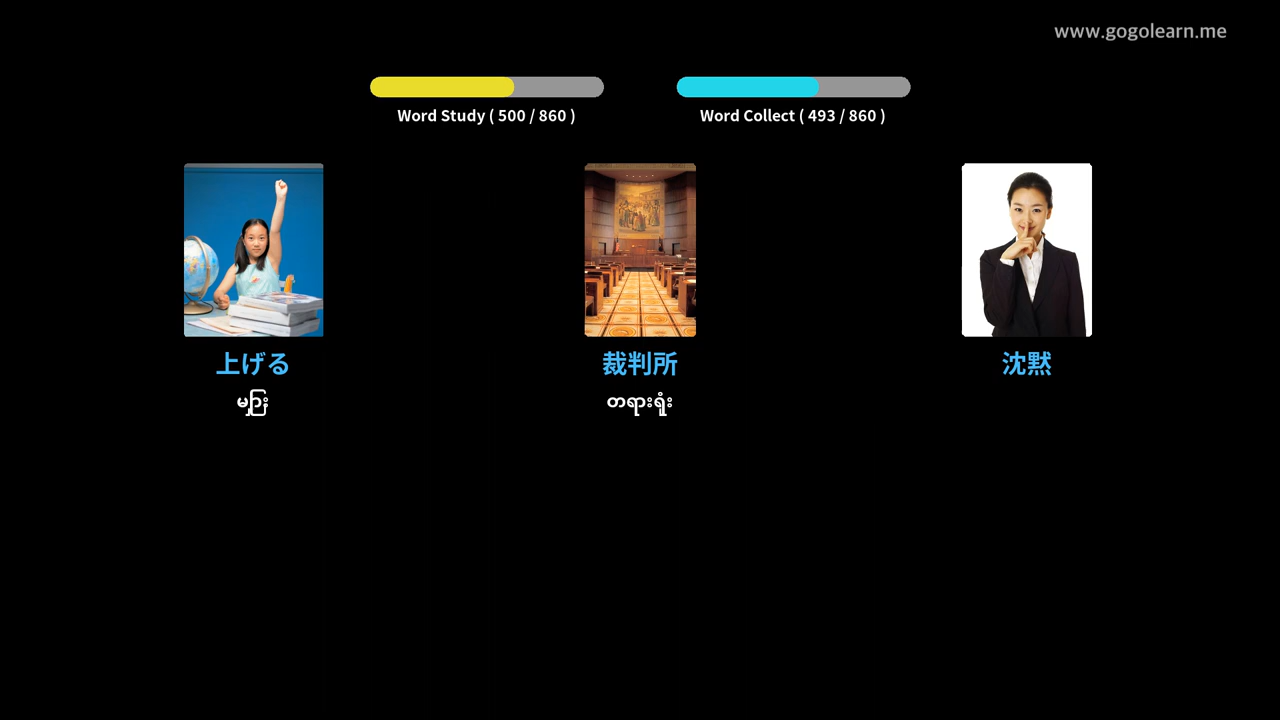 www.gogolearn.me
Word Study ( 500 / 860 )
Word Collect ( 493 / 860 )
上げる
裁判所
沈黙
မြှား
တရားရုံး